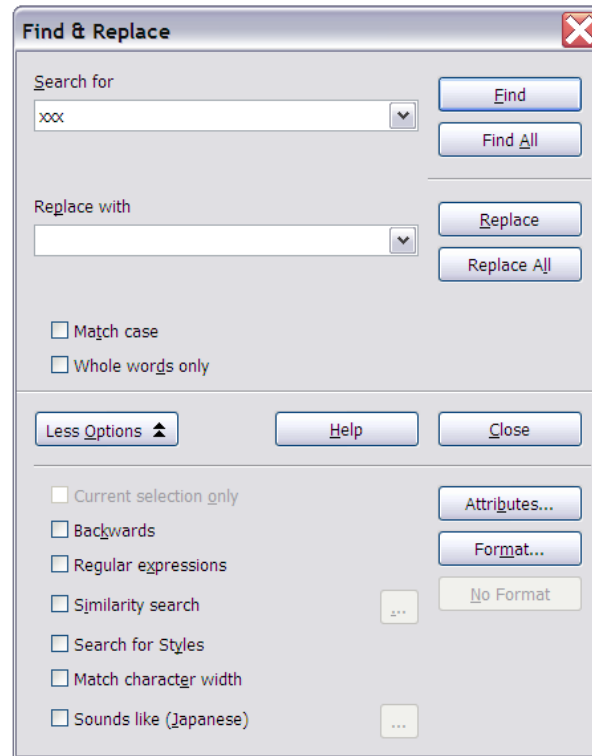 Find & Replace
Search for
xxx
Find
Find All
Replace with
Replace
Replace All
Match case
Whole words only
Less Options
Help
Close
Current selection only
Attributes...
Backwards
Format...
Regular expressions
No Format
Similarity search
...
Search for Styles
Match character width
Sounds like (Japanese)
...